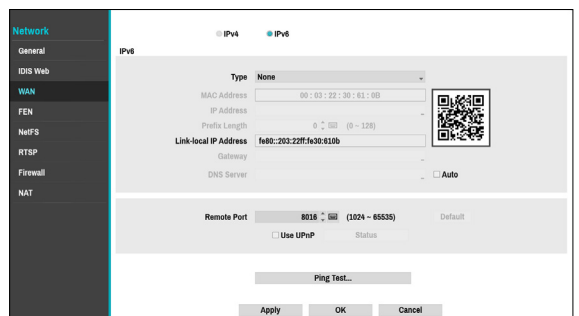 Network
General
IDIS Web
WAN
FEN
NetFS
RTSP
Firewall
NAT
IPv4 IPv6
IPv6
Type None
MAC Address 00 : 03 : 22 : 30 : 61 : 0B
IP Address
Prefix Length 0 (0 ~ 128)
Link-local IP Address fe80::203:22ff:fe30:610b
Gateway
DNS Server Auto
Remote Port 8016 (1024 ~ 65535) Default
Use UPnP Status
Ping Test...
Apply OK Cancel